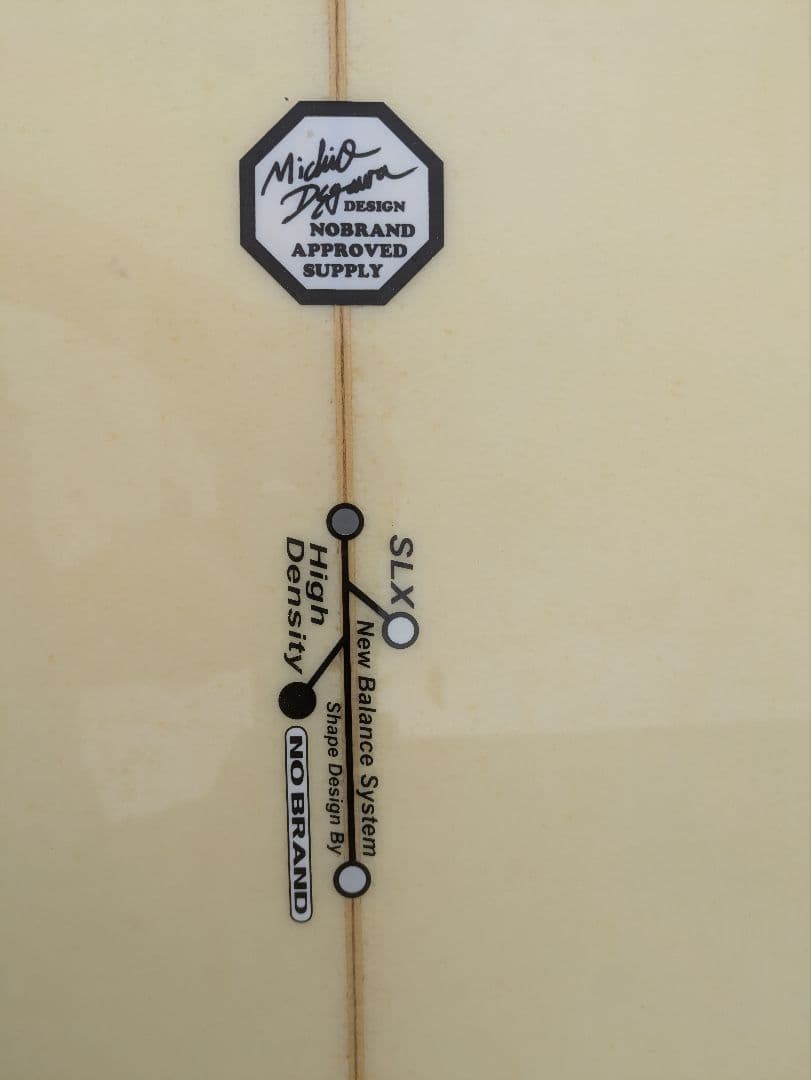 Michio
Degawa
DESIGN
NOBRAND
APPROVED
SUPPLY
SLX
New Balance System
High
Density
Shape Design By
NO BRAND